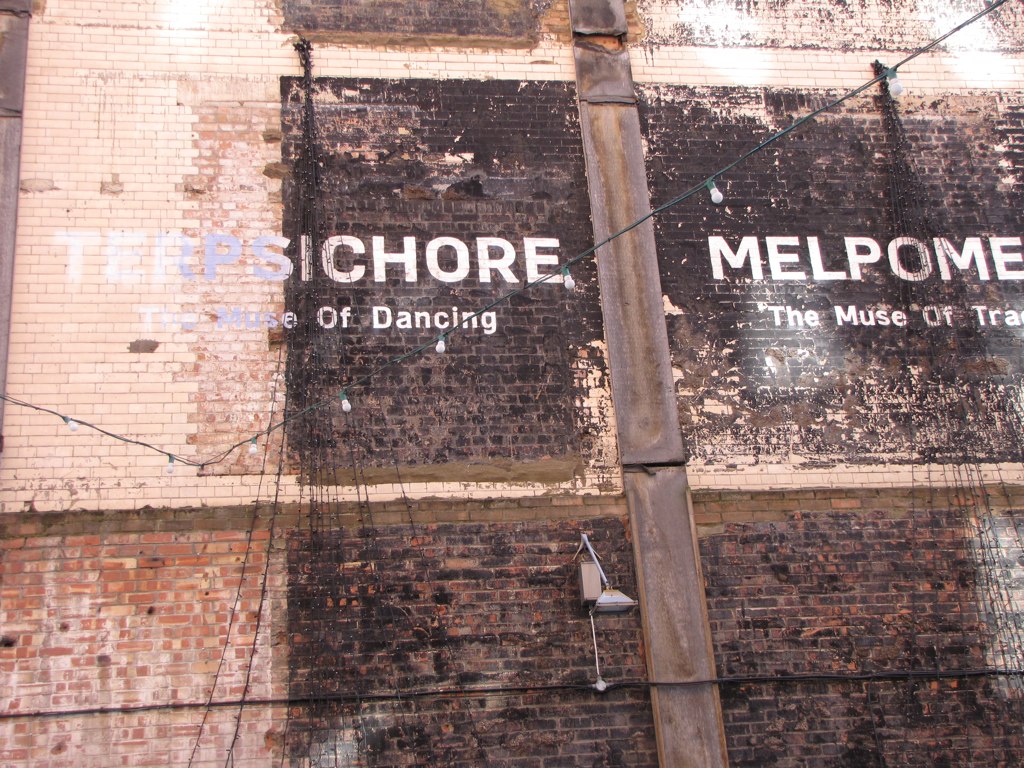 TERPSICHORE
The Muse Of Dancing
MELPOME
The Muse Of Tra